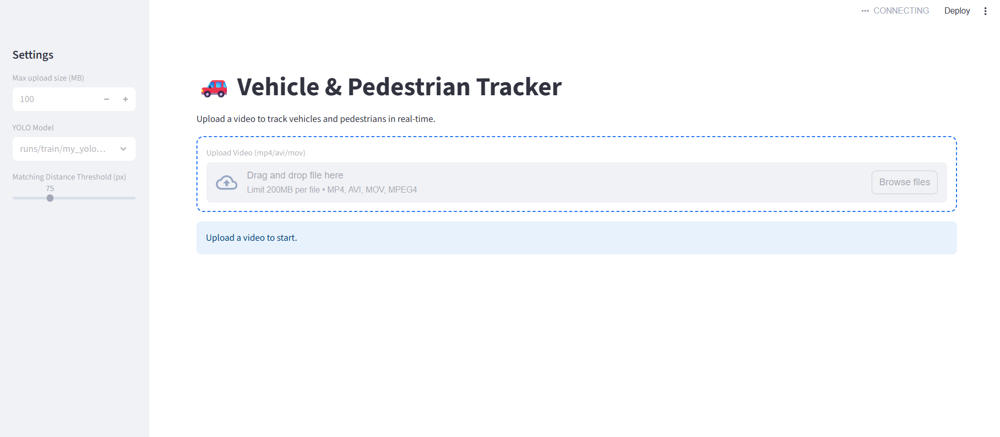 CONNECTING
Deploy
Settings
Max upload size (MB)
100
YOLO Model
runs/train/my_yolo...
Matching Distance Threshold (px)
75
Vehicle & Pedestrian Tracker
Upload a video to track vehicles and pedestrians in real-time.
Upload Video (mp4/avi/mov)
Drag and drop file here
Limit 200MB per file • MP4, AVI, MOV, MPEG4
Browse files
Upload a video to start.